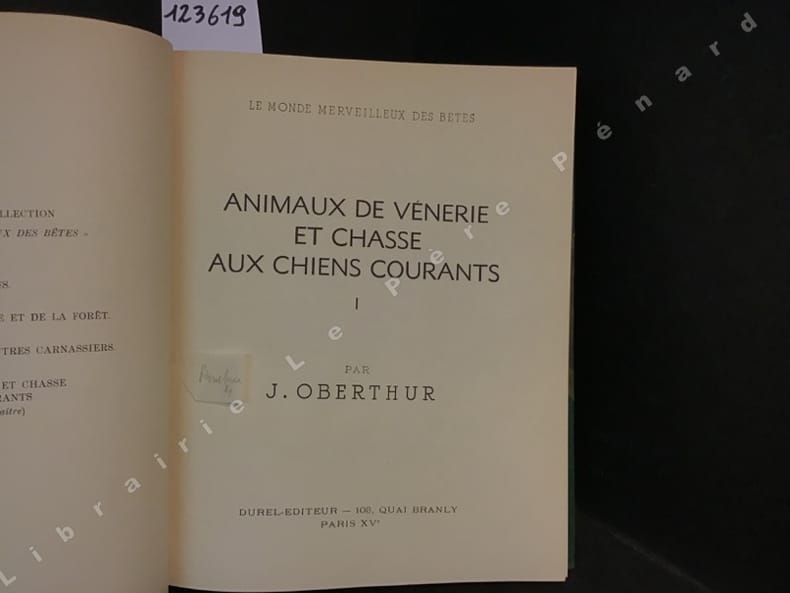 123619
LLECTION
UX DES BÊTES »
S.
E ET DE LA FORÊT.
TRES CARNASSIERS.
ET CHASSE
RANTS
aître)
LE MONDE MERVEILLEUX DES BÊTES
ANIMAUX DE VÉNERIE
ET CHASSE
AUX CHIENS COURANTS
I
PAR
J. OBERTHUR
DUREL-EDITEUR — 108, QUAI BRANLY
PARIS XVe
Librairie Le Père Pénard